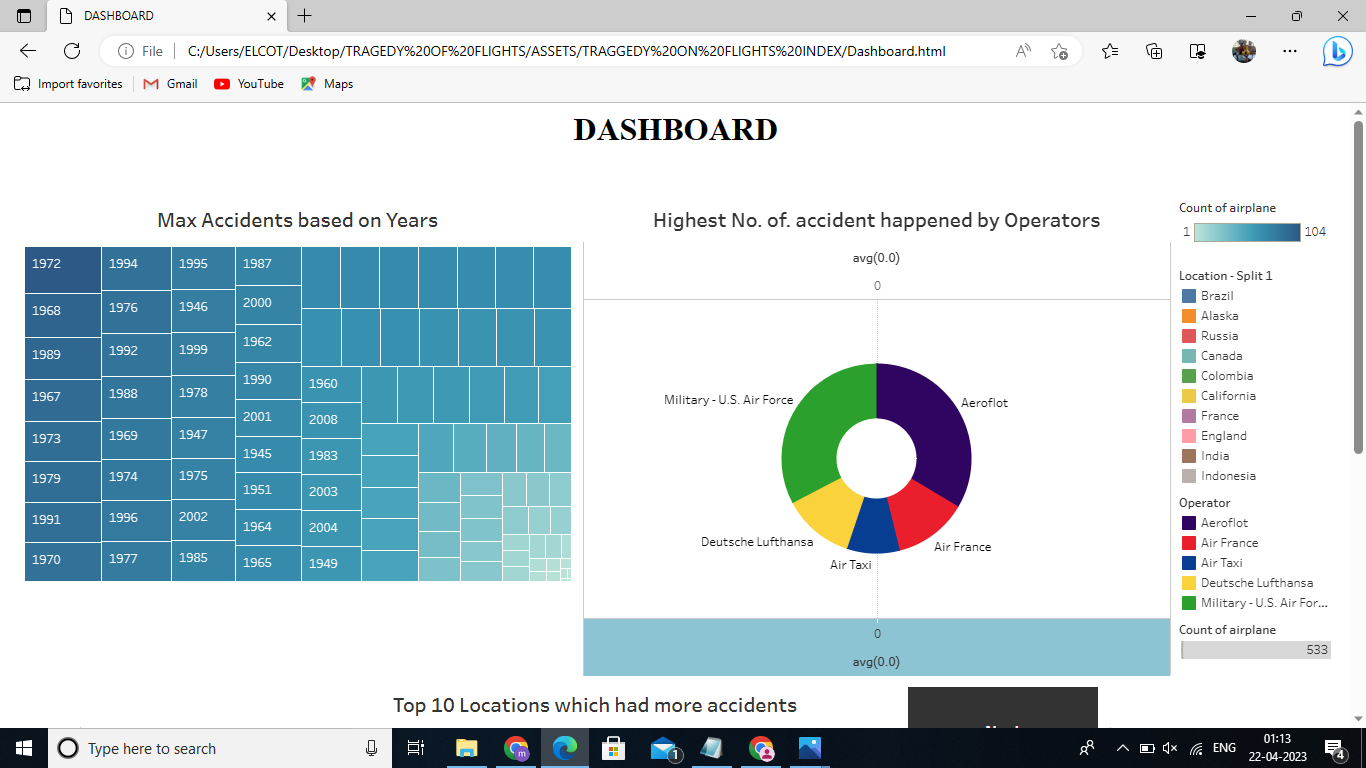 DASHBOARD
File
C:/Users/ELCOT/Desktop/TRAGEDY%20OF%20FLIGHTS/ASSETS/TRAGGEDY%20ON%20FLIGHTS%20INDEX/Dashboard.html
Import favorites
Gmail
YouTube
Maps
DASHBOARD
Max Accidents based on Years
1972
1968
1989
1967
1973
1979
1991
1970
1994
1976
1992
1988
1969
1974
1996
1977
1995
1946
1999
1978
1947
1975
2002
1985
1987
2000
1962
1990
2001
1945
1951
1964
1965
1960
2008
1983
2003
2004
1949
Highest No. of. accident happened by Operators
avg(0.0)
0
Military - U.S. Air Force
Aeroflot
Deutsche Lufthansa
Air Taxi
Air France
0
avg(0.0)
Count of airplane
1 104
Location - Split 1
Brazil
Alaska
Russia
Canada
Colombia
California
France
England
India
Indonesia
Operator
Aeroflot
Air France
Air Taxi
Deutsche Lufthansa
Military - U.S. Air For...
Count of airplane
533
Top 10 Locations which had more accidents
Type here to search
1
ENG
01:13
22-04-2023
4